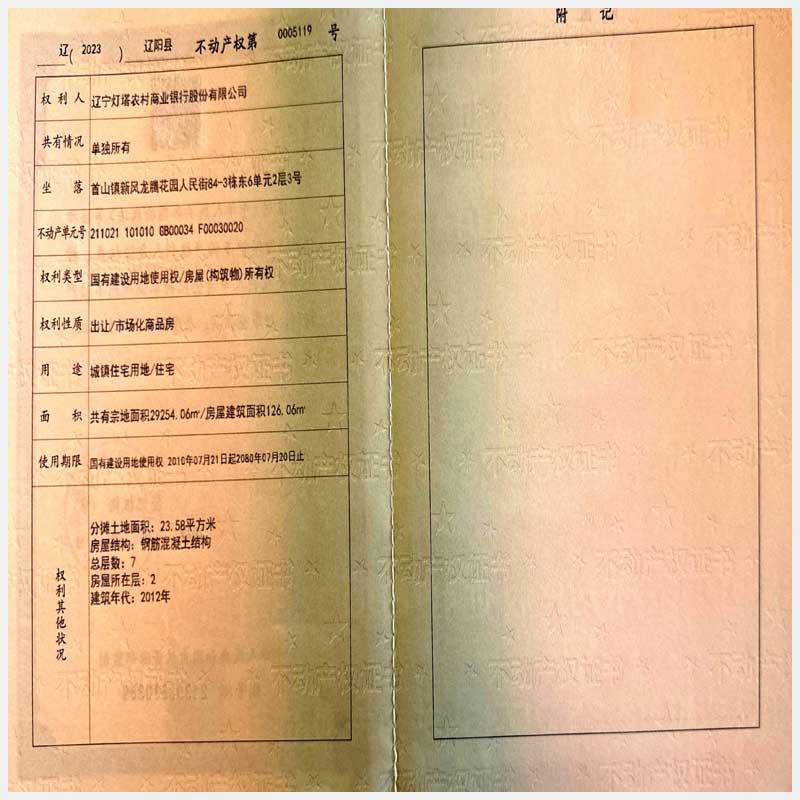 辽(2023)辽阳县不动产权第0005119号
权利人 辽宁灯塔农村商业银行股份有限公司
共有情况 单独所有
坐落 首山镇新风龙腾花园人民街84-3栋东6单元2层3号
不动产单元号 211021 101010 GB00034 F00030020
权利类型 国有建设用地使用权/房屋(构筑物)所有权
权利性质 出让/市场化商品房
用途 城镇住宅用地/住宅
面积 共有宗地面积29254.06㎡/房屋建筑面积126.06㎡
使用期限 国有建设用地使用权 2010年07月21日起2080年07月20日止
权利其他状况
分摊土地面积：23.58平方米
房屋结构：钢筋混凝土结构
总层数：7
房屋所在层：2
建筑年代：2012年
附记
不动产权证书